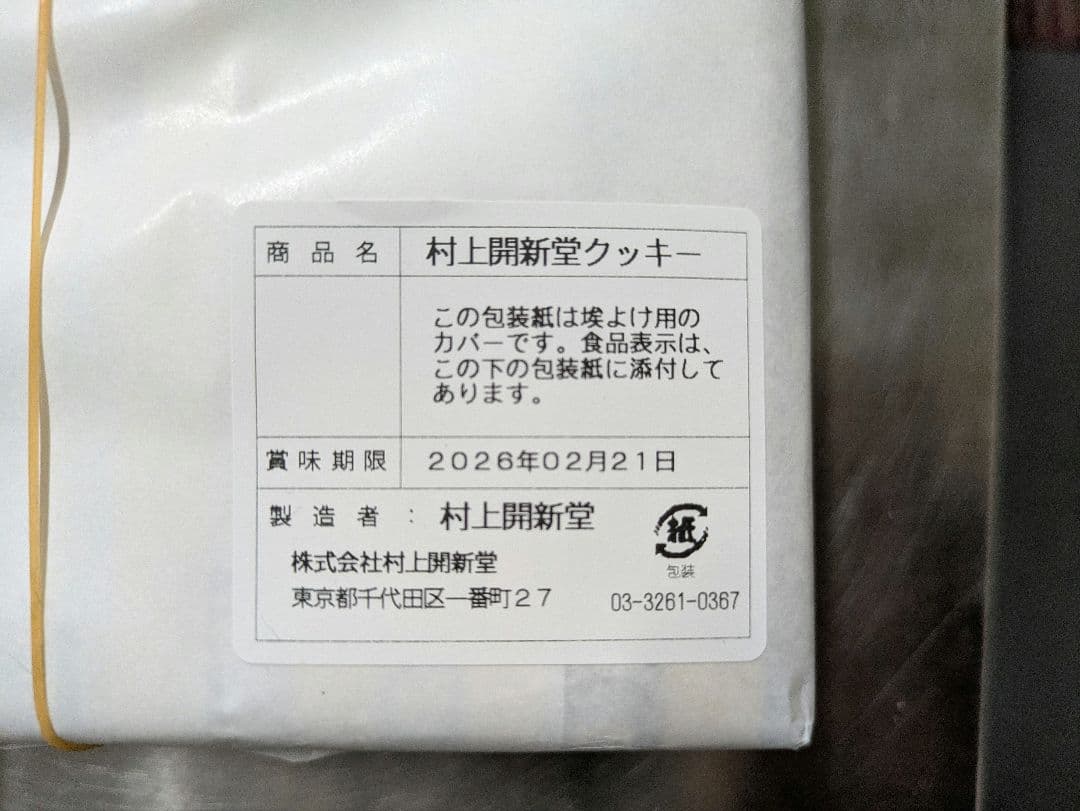 商品名 村上開新堂クッキー
この包装紙は埃よけ用の
カバーです。食品表示は、
この下の包装紙に添付して
あります。
賞味期限 2026年02月21日
製造者: 村上開新堂
株式会社村上開新堂
東京都千代田区一番町27
紙
包装
03-3261-0367